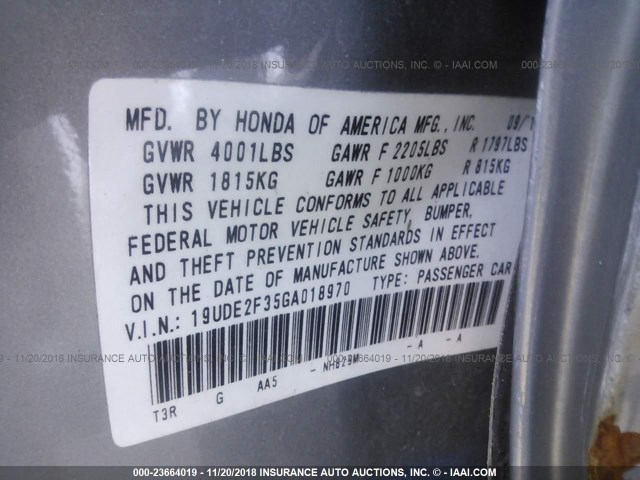 MFD. BY HONDA OF AMERICA MFG., INC.
GVWR 4001LBS GAWR F 2205LBS R 1797LBS
GVWR 1815KG GAWR F 1000KG R 815KG
THIS VEHICLE CONFORMS TO ALL APPLICABLE
FEDERAL MOTOR VEHICLE SAFETY, BUMPER,
AND THEFT PREVENTION STANDARDS IN EFFECT
ON THE DATE OF MANUFACTURE SHOWN ABOVE.
V.I.N.: 19UDE2F35GA018970 TYPE: PASSENGER CAR
T3R G AA5 - NH829M - A - A
000-23664019 - 11/20/2018 INSURANCE AUTO AUCTIONS, INC. - © IAAI.COM